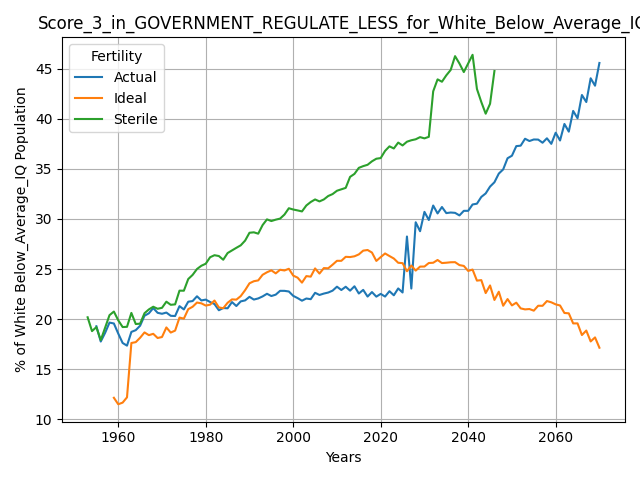 Score_3_in_GOVERNMENT_REGULATE_LESS_for_White_Below_Average_IQ
Fertility
Actual
Ideal
Sterile
% of White Below_Average_IQ Population
45
40
35
30
25
20
15
10
1960
1980
2000
2020
2040
2060
Years